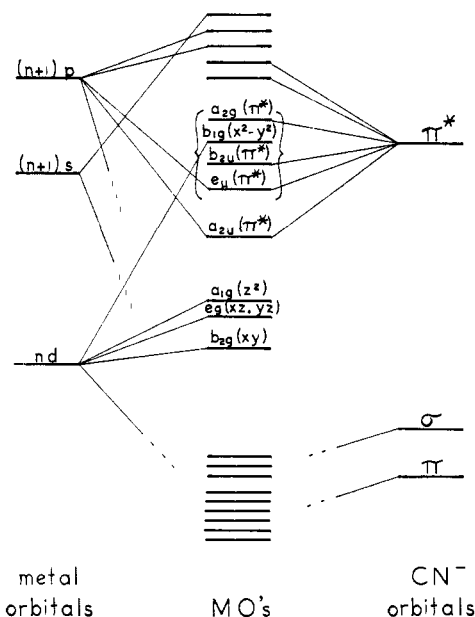 (n+1) p
(n+1) s
nd
a₂g(π*)
b₁g(x²-y²)
b₂u(π*)
eᵤ(π*)
a₂u(π*)
a₁g(z²)
eg(xz, yz)
b₂g(xy)
π*
σ
π
metal
orbitals
MO's
CN⁻
orbitals